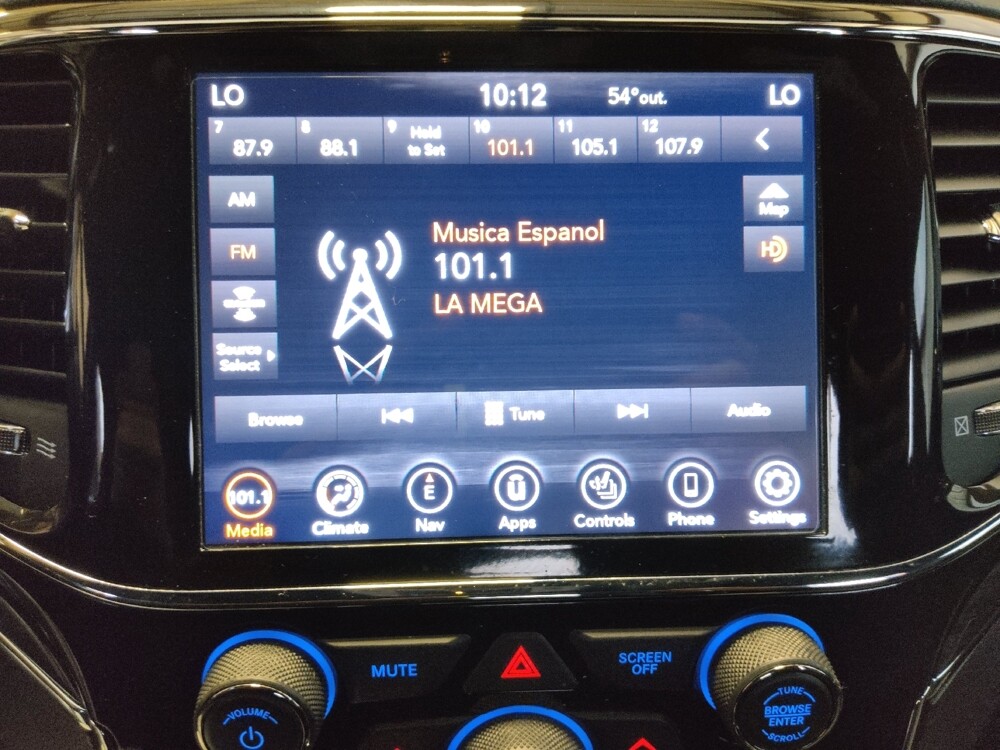 LO 10:12 54° out. LO
7 87.9 8 88.1 9 Hold to Set 10 101.1 11 105.1 12 107.9
AM
FM
Source
Select
Map
HD
Musica Espanol
101.1
LA MEGA
Browse Tune Audio
101.1 E
Media Climate Nav Apps Controls Phone Settings
MUTE
SCREEN
OFF
VOLUME
TUNE
BROWSE
ENTER
SCROLL